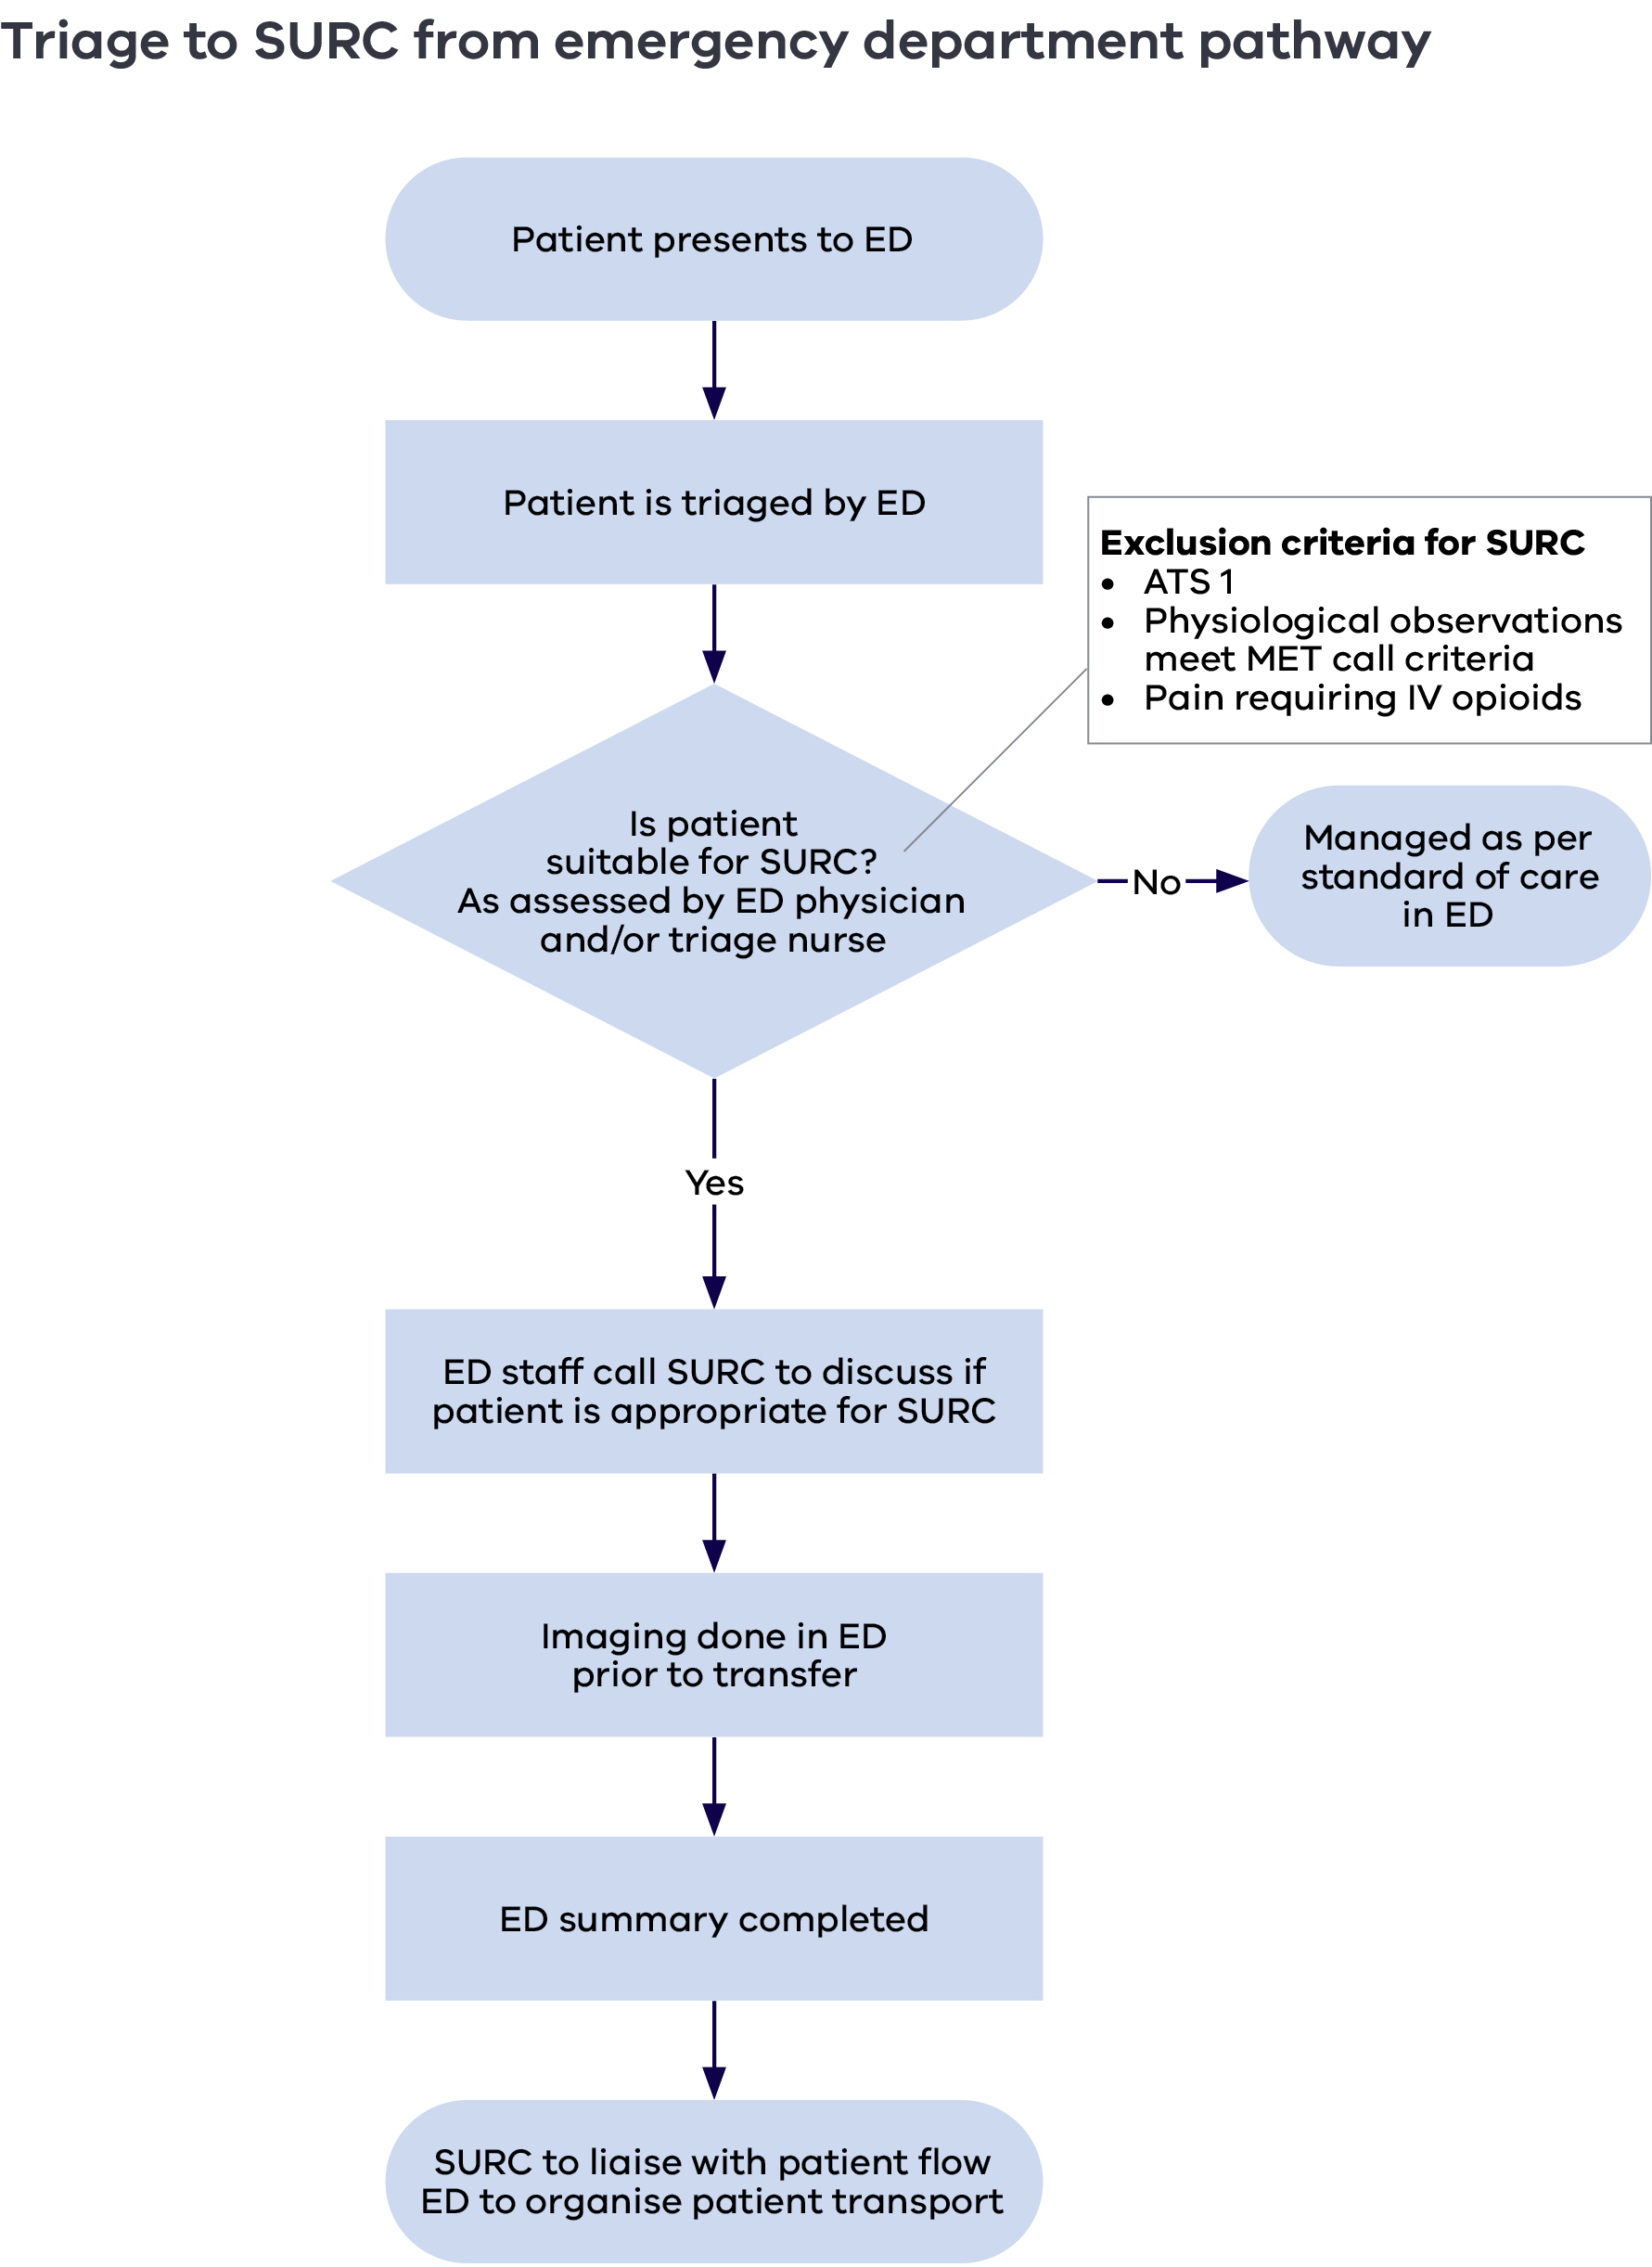 Triage to SURC from emergency department pathway
Patient presents to ED
Patient is triaged by ED
Exclusion criteria for SURC
• ATS 1
• Physiological observations
meet MET call criteria
• Pain requiring IV opioids
Is patient
suitable for SURC?
As assessed by ED physician
and/or triage nurse
No
Managed as per
standard of care
in ED
Yes
ED staff call SURC to discuss if
patient is appropriate for SURC
Imaging done in ED
prior to transfer
ED summary completed
SURC to liaise with patient flow
ED to organise patient transport